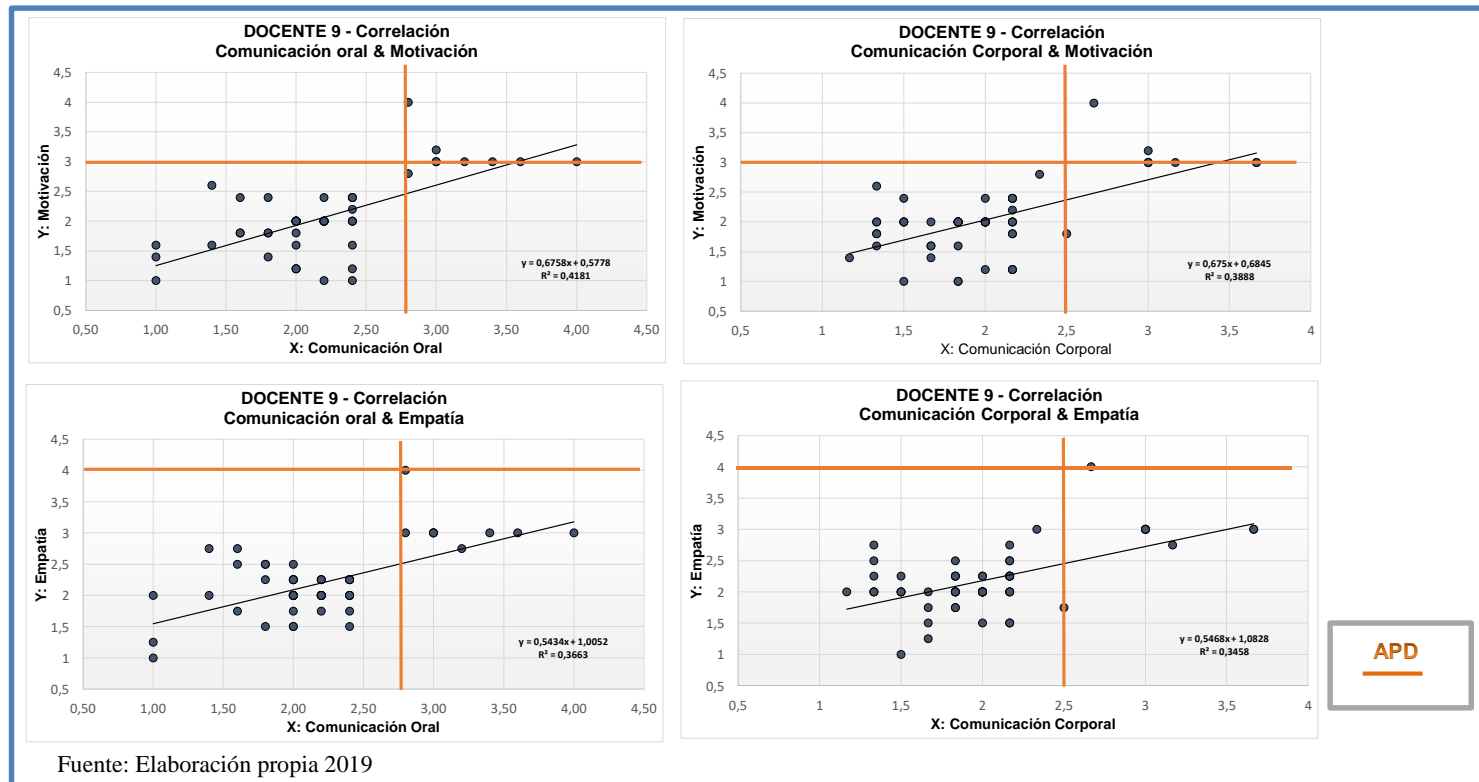 DOCENTE 9 - Correlación
Comunicación oral & Motivación
4,5
4
3,5
3
2,5
2
1,5
1
0,5
Y: Motivación
0,50
1,00
1,50
2,00
2,50
3,00
3,50
4,00
4,50
X: Comunicación Oral
y = 0,6758x + 0,5778
R² = 0,4181
DOCENTE 9 - Correlación
Comunicación Corporal & Motivación
4,5
4
3,5
3
2,5
2
1,5
1
0,5
Y: Motivación
0,5
1
1,5
2
2,5
3
3,5
4
X: Comunicación Corporal
y = 0,675x + 0,6845
R² = 0,3888
DOCENTE 9 - Correlación
Comunicación oral & Empatía
4,5
4
3,5
3
2,5
2
1,5
1
0,5
Y: Empatía
0,50
1,00
1,50
2,00
2,50
3,00
3,50
4,00
4,50
X: Comunicación Oral
y = 0,5434x + 1,0052
R² = 0,3663
DOCENTE 9 - Correlación
Comunicación Corporal & Empatía
4,5
4
3,5
3
2,5
2
1,5
1
0,5
Y: Empatía
0,5
1
1,5
2
2,5
3
3,5
4
X: Comunicación Corporal
y = 0,5468x + 1,0828
R² = 0,3458
APD
Fuente: Elaboración propia 2019